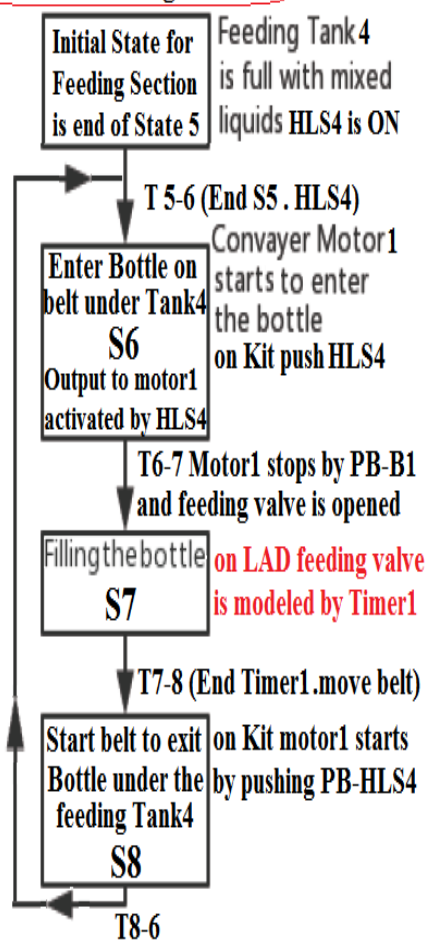 Initial State for
Feeding Section
is end of State 5
Feeding Tank 4
is full with mixed
liquids HLS4 is ON
T 5-6 (End S5 . HLS4)
Enter Bottle on
belt under Tank4
S6
Output to motor1
activated by HLS4
Convayer Motor1
starts to enter
the bottle
on Kit push HLS4
T6-7 Motor1 stops by PB-B1
and feeding valve is opened
Filling the bottle
S7
on LAD feeding valve
is modeled by Timer1
T7-8 (End Timer1.move belt)
Start belt to exit
Bottle under the
feeding Tank4
S8
on Kit motor1 starts
by pushing PB-HLS4
T8-6